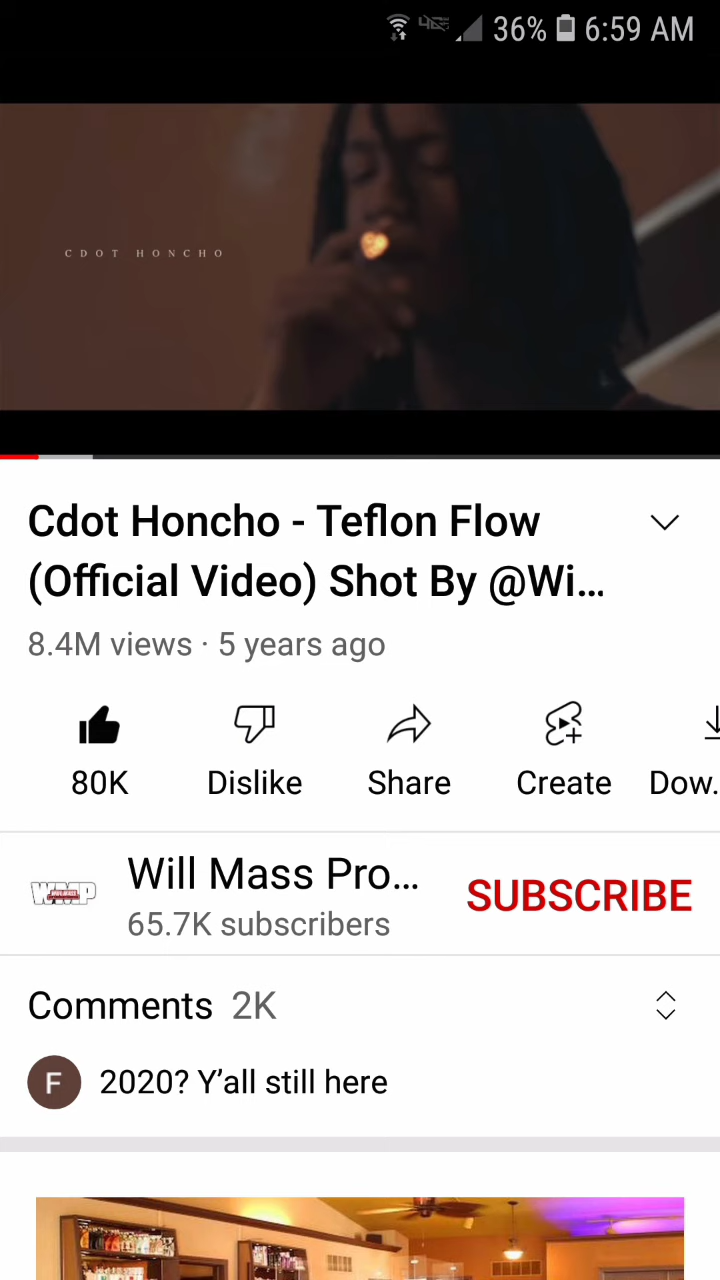 36% 6:59 AM
CDOT HONCHO
Cdot Honcho - Teflon Flow
(Official Video) Shot By @Wi...
8.4M views · 5 years ago
80K Dislike Share Create Dow.
WMP Will Mass Pro... SUBSCRIBE
65.7K subscribers
Comments 2K
F 2020? Y’all still here